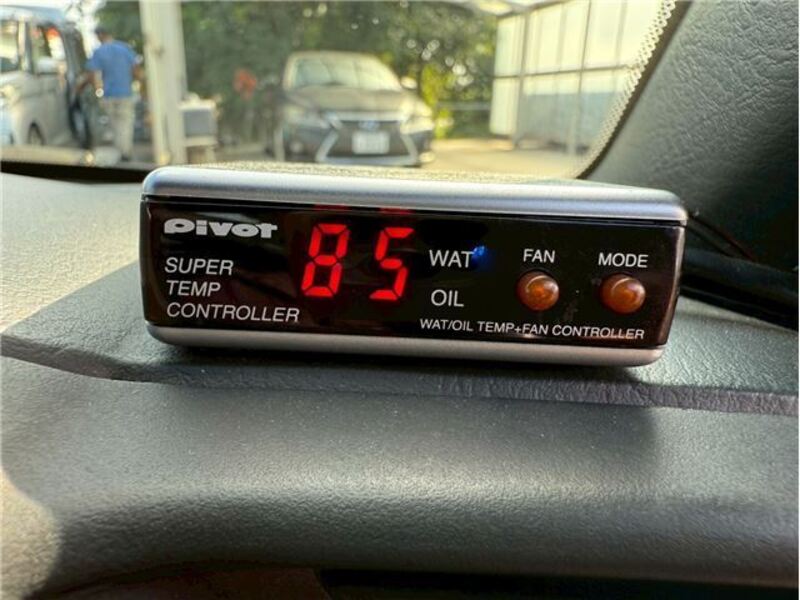 PIVOT
SUPER
TEMP
CONTROLLER
85
WAT
OIL
FAN
MODE
WAT/OIL TEMP+FAN CONTROLLER